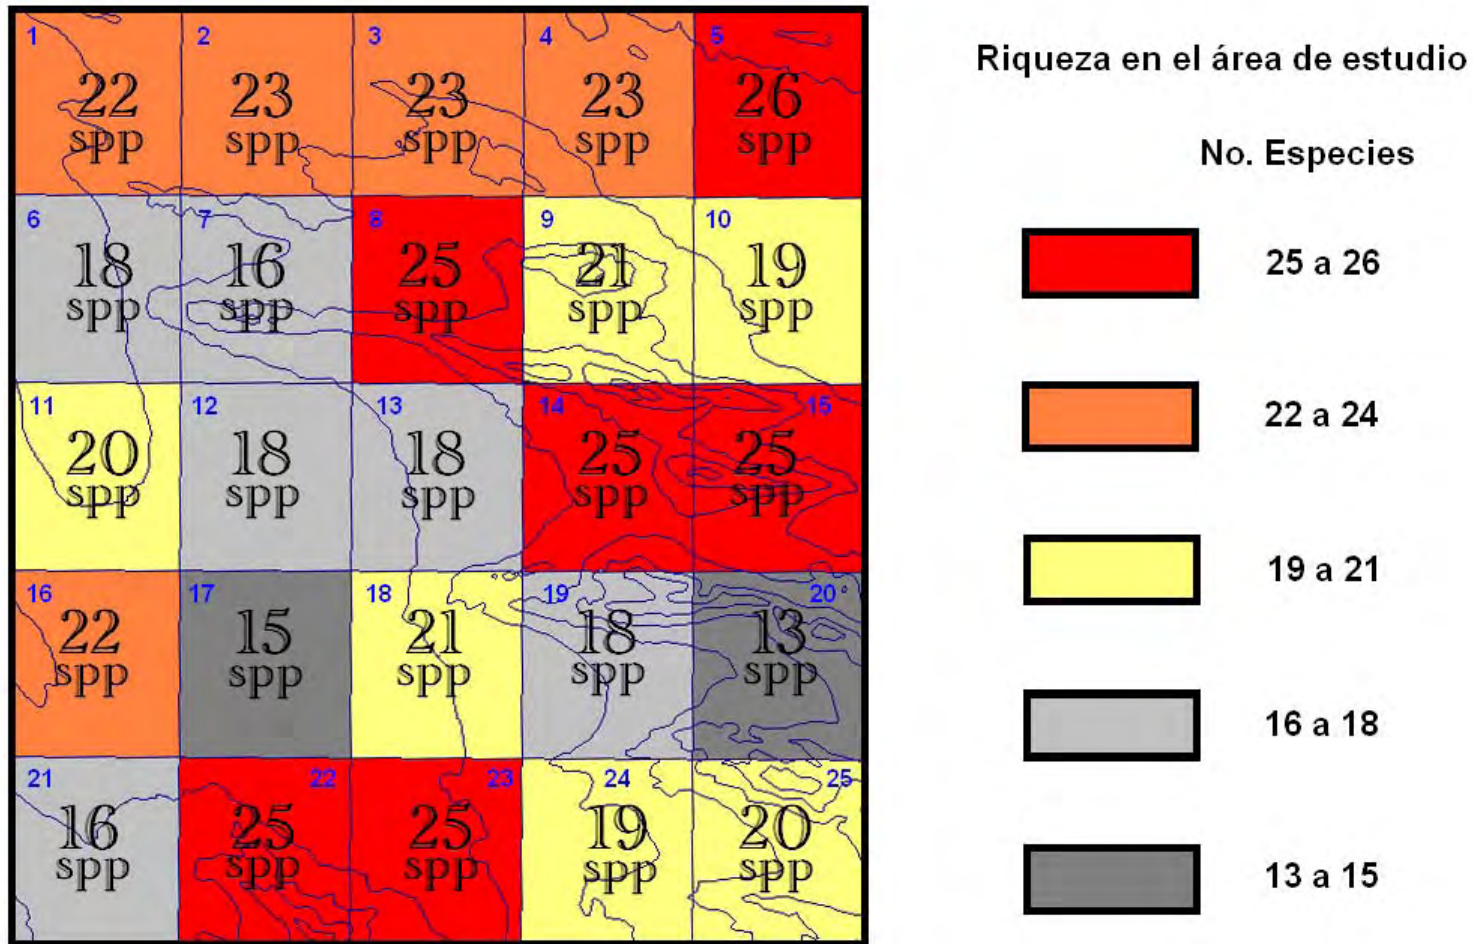 1 2 3 4 5
22 23 23 23 26
spp spp spp spp spp
6 7 8 9 10
18 16 25 21 19
spp spp spp spp spp
11 12 13 14 15
20 18 18 25 25
spp spp spp spp spp
16 17 18 19 20
22 15 21 18 13
spp spp spp spp spp
21 22 23 24 25
16 25 25 19 20
spp spp spp spp spp
Riqueza en el área de estudio
No. Especies
25 a 26
22 a 24
19 a 21
16 a 18
13 a 15